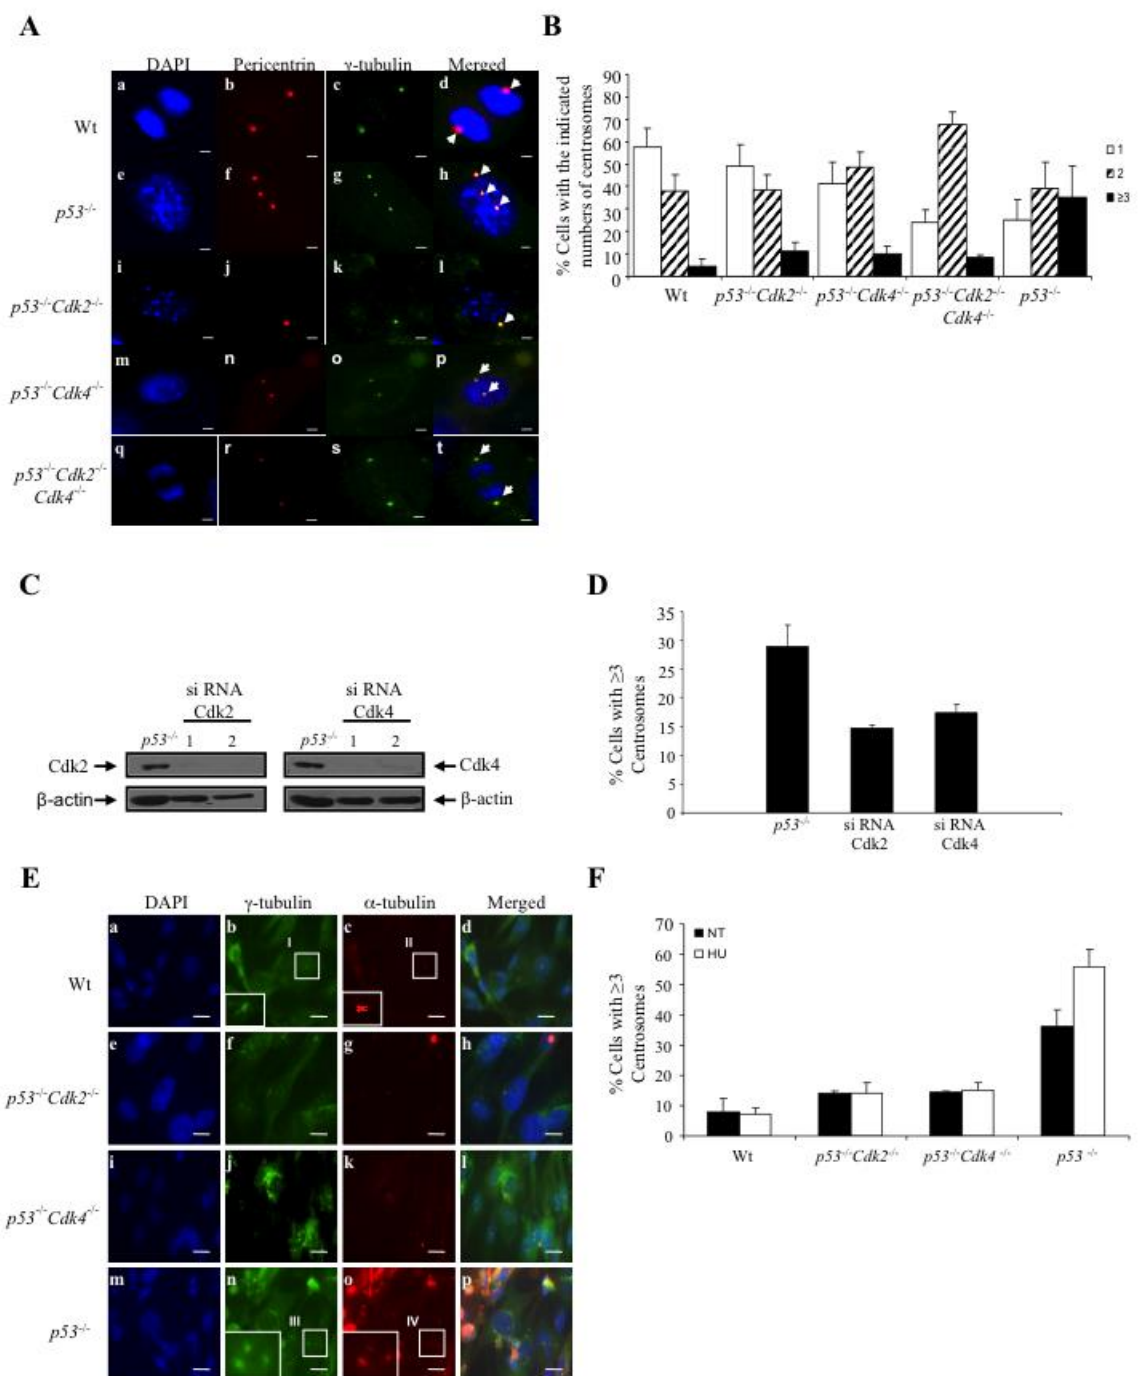 A
DAPI Pericentrin γ-tubulin Merged
a b c d
Wt
e f g h
p53-/-
i j k l
p53-/-Cdk2-/-
m n o p
p53-/-Cdk4-/-
q r s t
p53-/-Cdk2-/-
Cdk4-/-
B
% Cells with the indicated
numbers of centrosomes
90
80
70
60
50
40
30
20
10
0
1
2
≥3
Wt p53-/-Cdk2-/- p53-/-Cdk4-/- p53-/-Cdk2-/- p53-/-
Cdk4-/-
C
si RNA si RNA
Cdk2 Cdk4
p53-/- 1 2 p53-/- 1 2
Cdk2 Cdk4
β-actin β-actin
D
% Cells with ≥3
Centrosomes
35
30
25
20
15
10
5
0
p53-/- si RNA si RNA
Cdk2 Cdk4
E
DAPI γ-tubulin α-tubulin Merged
a b c d
I II
Wt
e f g h
p53-/-Cdk2-/-
i j k l
p53-/-Cdk4-/-
m n o p
III IV
p53-/-
F
% Cells with ≥3
Centrosomes
70
60
50
40
30
20
10
0
NT
HU
Wt p53-/-Cdk2-/- p53-/-Cdk4 -/- p53 -/-